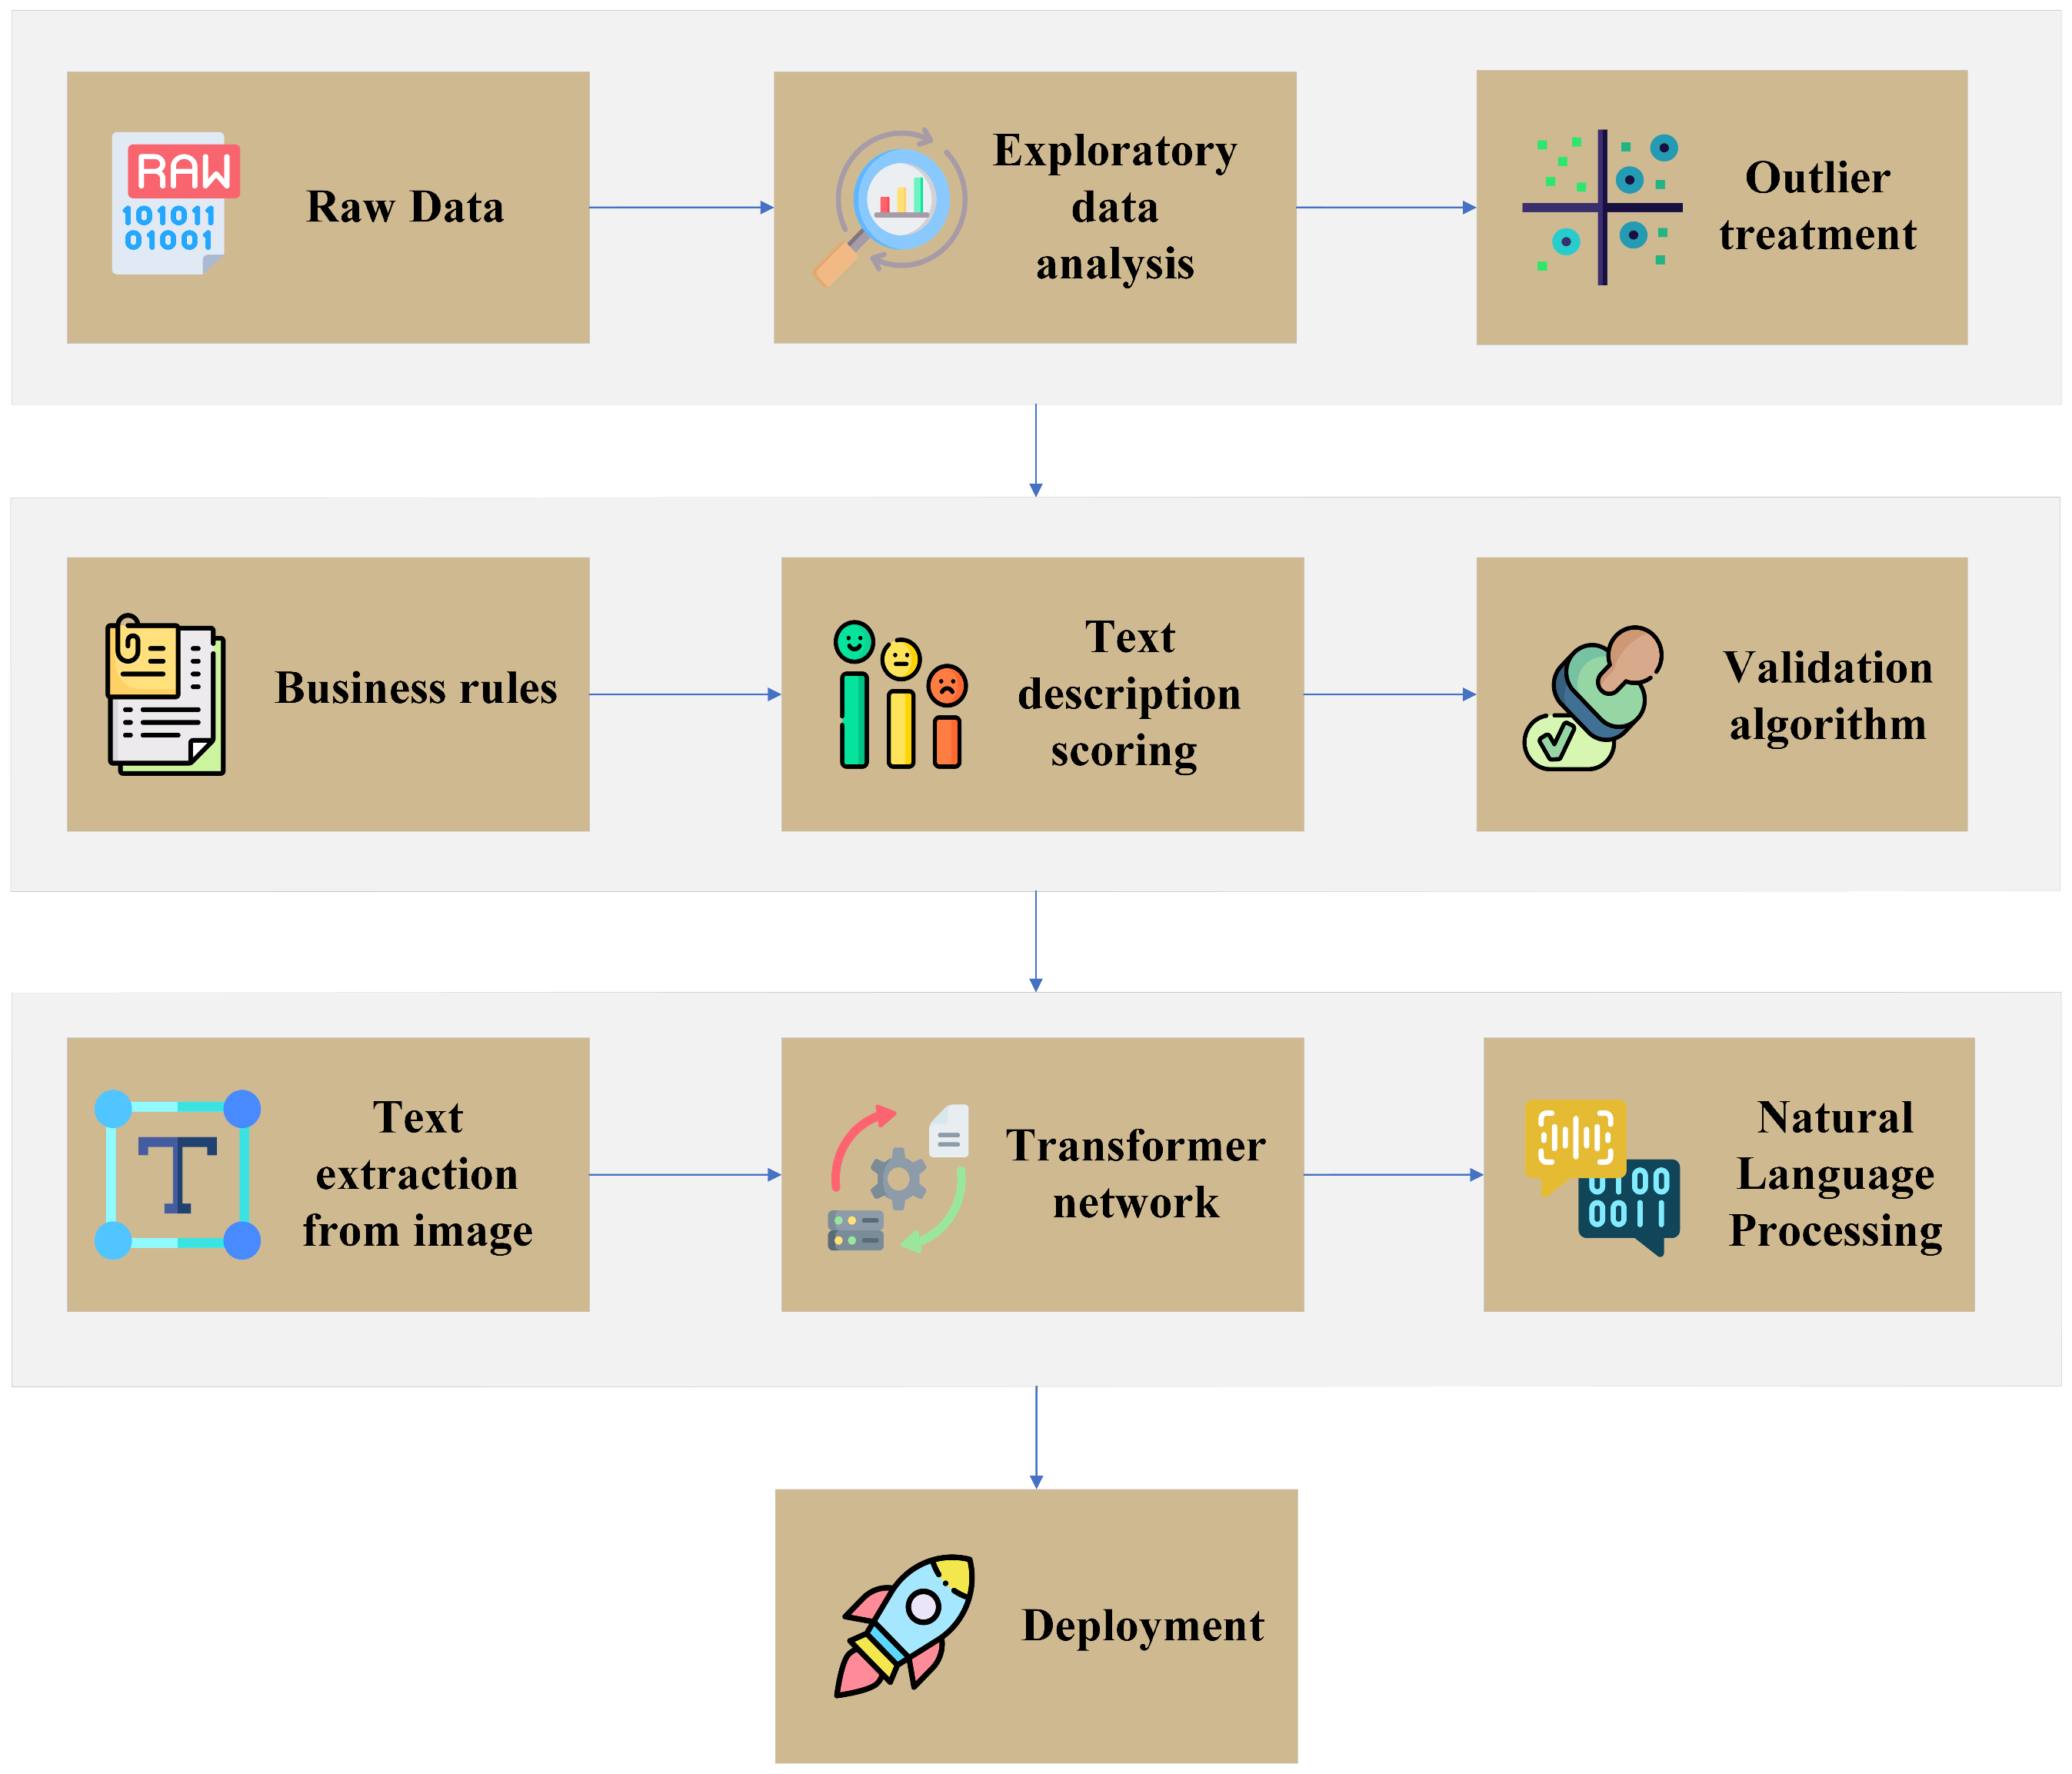 RAW
101011
01001
Raw Data
Exploratory
data
analysis
Outlier
treatment
Business rules
Text
description
scoring
Validation
algorithm
T
Text
extraction
from image
Transformer
network
0100
0011
Natural
Language
Processing
Deployment